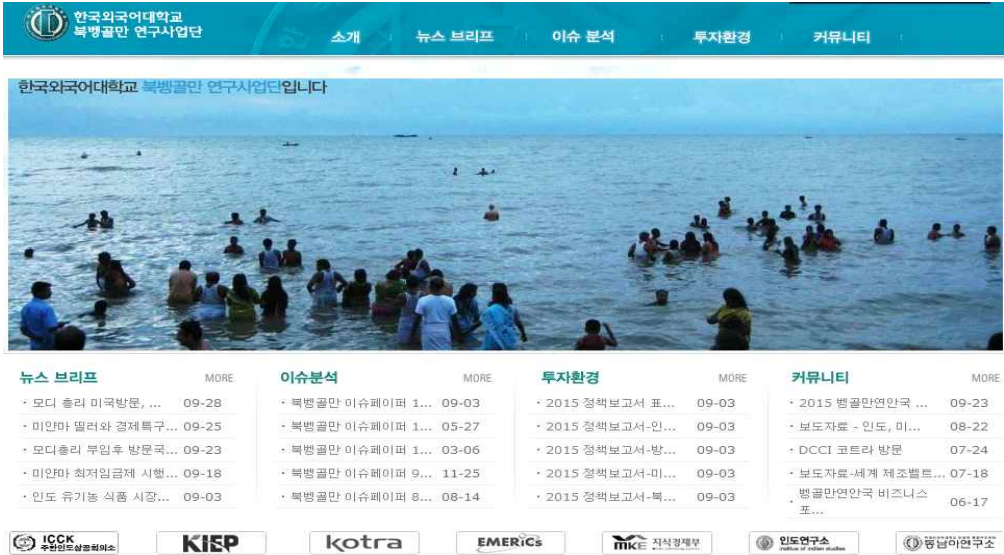 한국외국어대학교
북벵골만 연구사업단
소개
뉴스 브리프
이슈 분석
투자환경
커뮤니티
한국외국어대학교 북벵골만 연구사업단입니다
뉴스 브리프 MORE
· 모디 총리 미국방문, ... 09-28
· 미얀마 띨러와 경제특구... 09-25
· 모디총리 부임후 방문국... 09-23
· 미얀마 최저임금제 시행... 09-18
· 인도 유기농 식품 시장... 09-03
이슈분석 MORE
· 북벵골만 이슈페이퍼 1... 09-03
· 북벵골만 이슈페이퍼 1... 05-27
· 북벵골만 이슈페이퍼 1... 03-06
· 북벵골만 이슈페이퍼 9... 11-25
· 북벵골만 이슈페이퍼 8... 08-14
투자환경 MORE
· 2015 정책보고서 표... 09-03
· 2015 정책보고서-인... 09-03
· 2015 정책보고서-방... 09-03
· 2015 정책보고서-미... 09-03
· 2015 정책보고서-북... 09-03
커뮤니티 MORE
· 2015 벵골만연안국 ... 09-23
· 보도자료 - 인도, 미... 08-22
· DCCI 코트라 방문 07-24
· 보도자료-세계 제조벨트... 07-18
· 벵골만연안국 비즈니스
포... 06-17
ICCK
주한인도상공회의소
KIEP
kotra
EMERiCs
MKE 지식경제부
인도연구소
Institute of Indian studies
동남아연구소